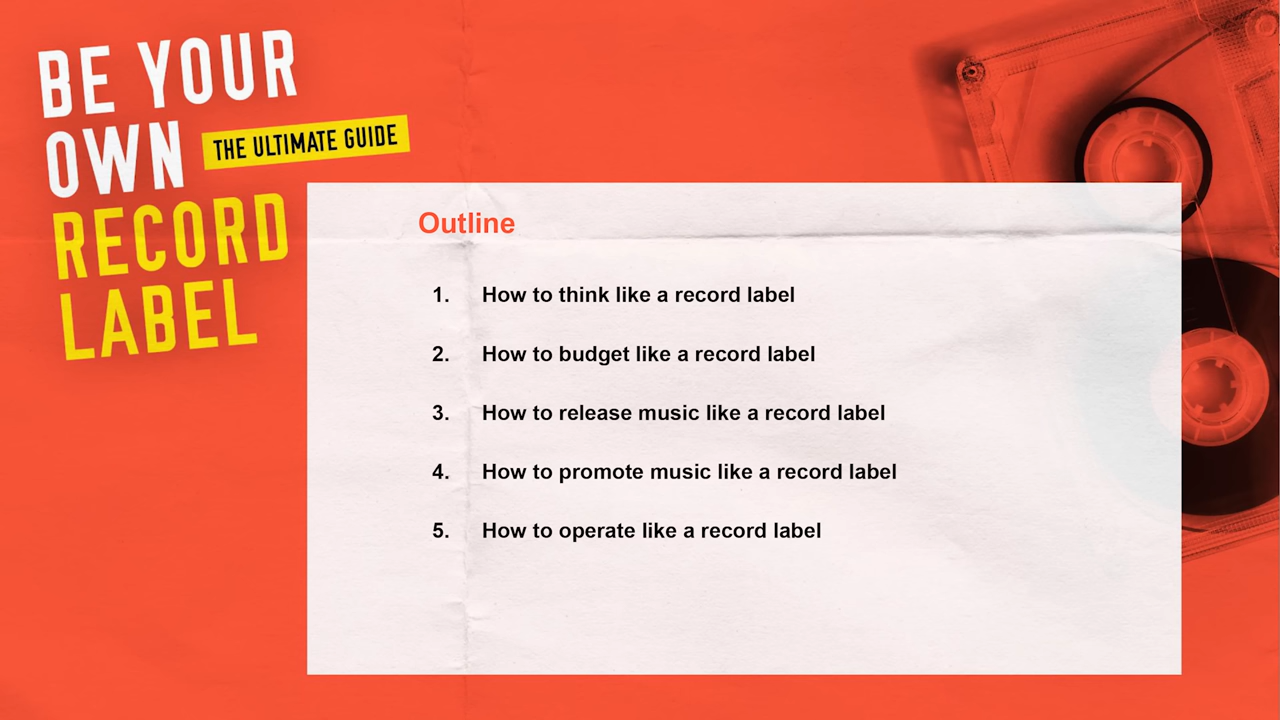 BE YOUR
OWN THE ULTIMATE GUIDE
RECORD
LABEL
Outline
1. How to think like a record label
2. How to budget like a record label
3. How to release music like a record label
4. How to promote music like a record label
5. How to operate like a record label